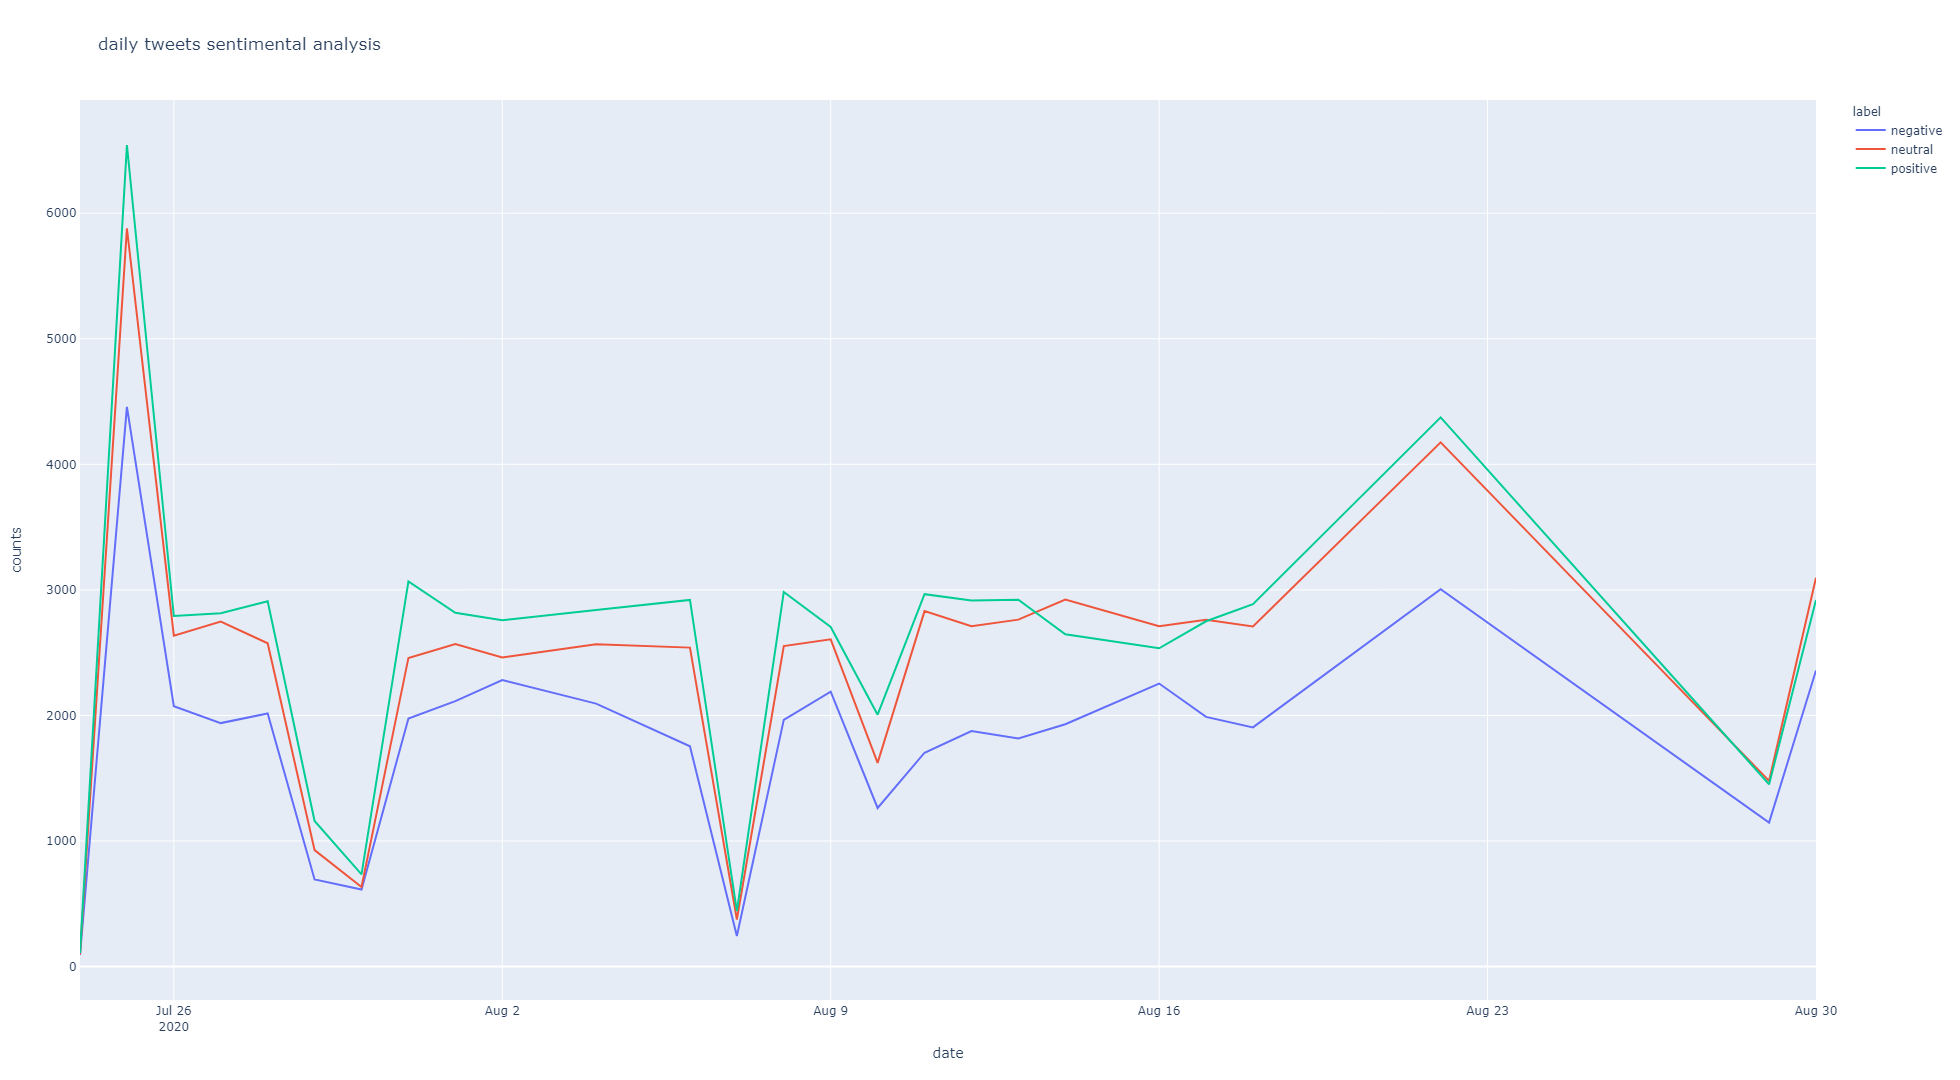 daily tweets sentimental analysis
label
negative
neutral
positive
6000
5000
4000
3000
2000
1000
0
counts
Jul 26
2020
Aug 2
Aug 9
Aug 16
Aug 23
Aug 30
date